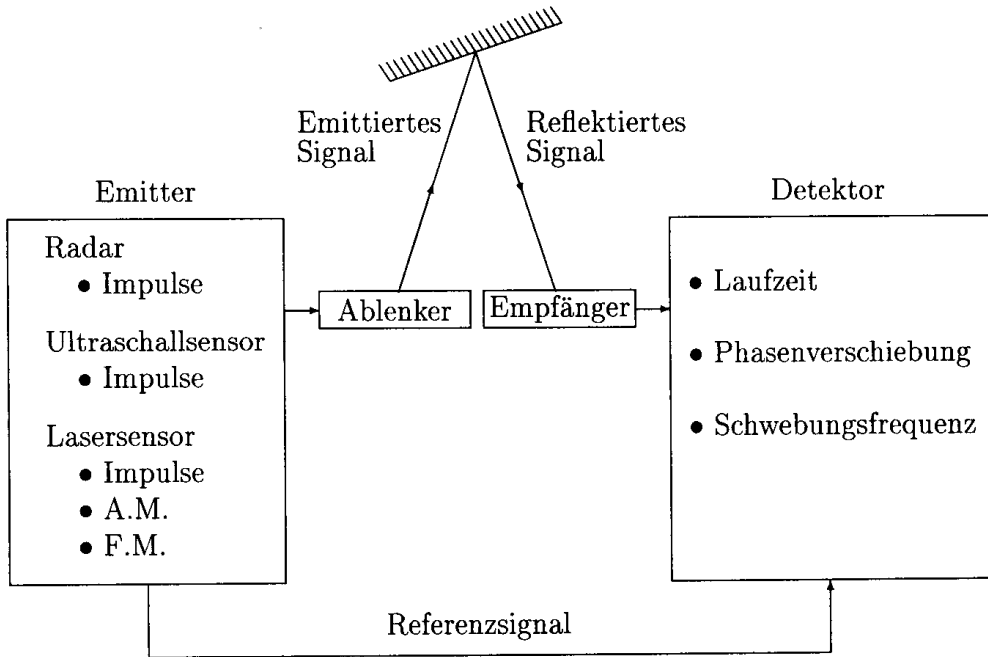 Emittiertes
Signal
Reflektiertes
Signal
Emitter
Detektor
Radar
● Impulse
Ultraschallsensor
● Impulse
Lasersensor
● Impulse
● A.M.
● F.M.
Ablenker
Empfänger
● Laufzeit
● Phasenverschiebung
● Schwebungsfrequenz
Referenzsignal